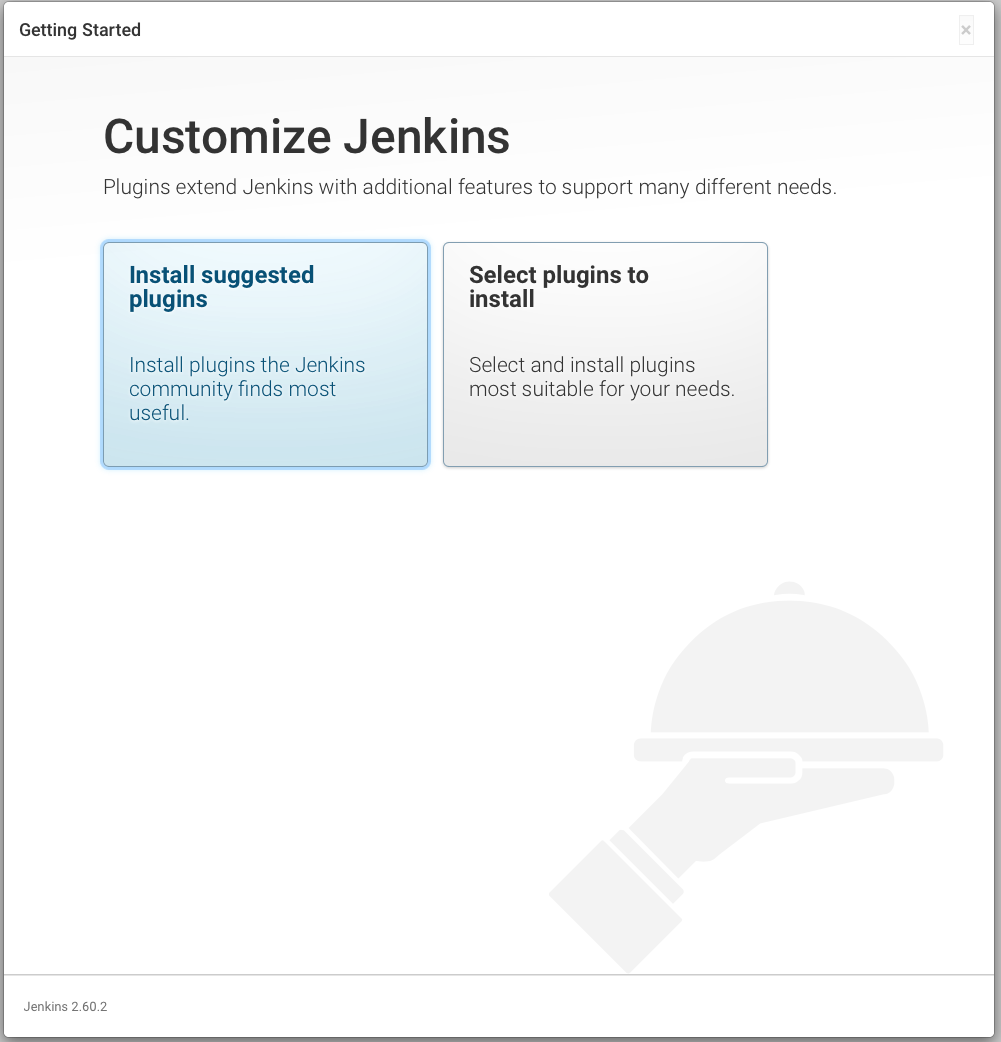 Getting Started
×
Customize Jenkins
Plugins extend Jenkins with additional features to support many different needs.
Install suggested
plugins
Install plugins the Jenkins
community finds most
useful.
Select plugins to
install
Select and install plugins
most suitable for your needs.
Jenkins 2.60.2